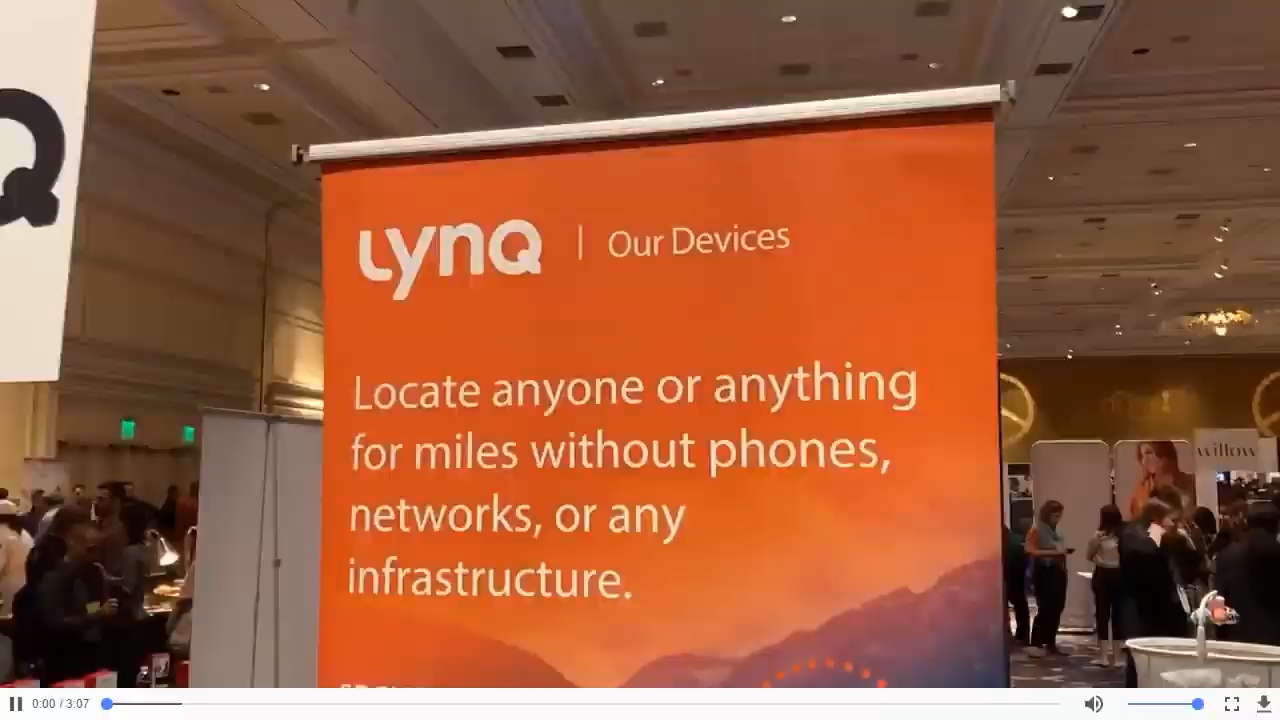 Q
LYNQ | Our Devices
Locate anyone or anything
for miles without phones,
networks, or any
infrastructure.
willow
0:00 / 3:07